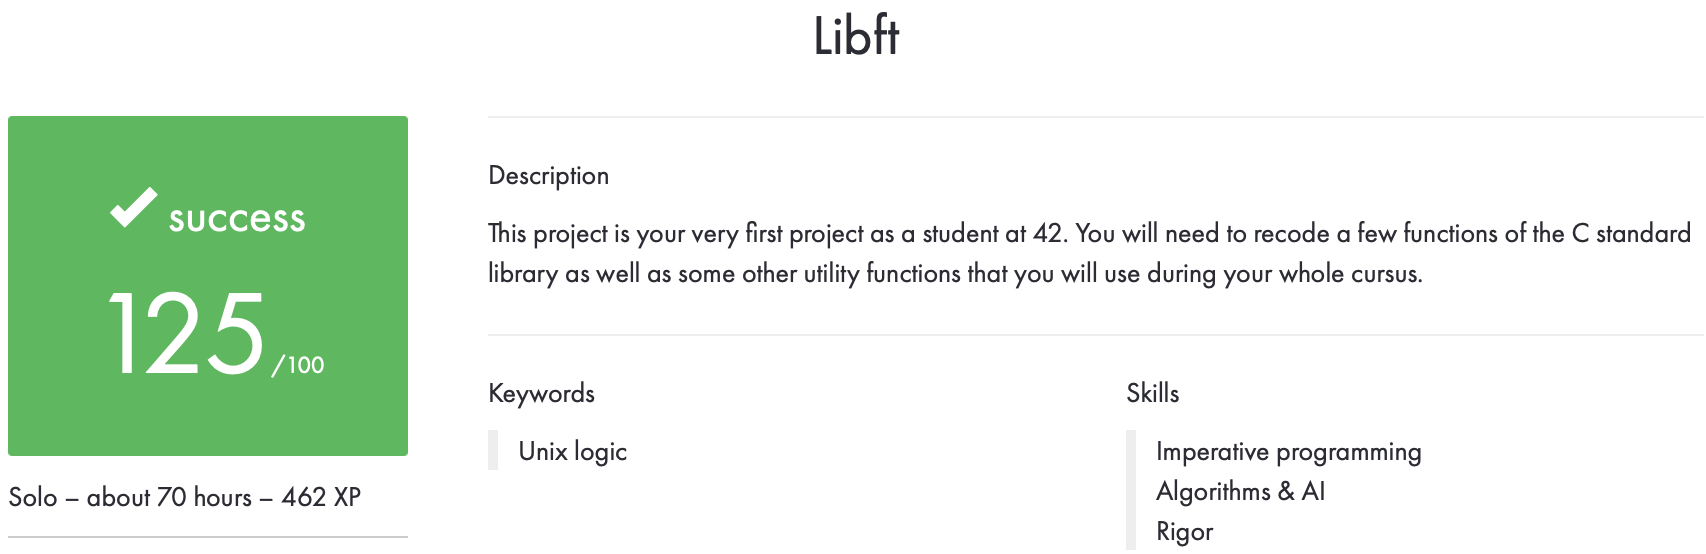 Libft
success
125/100
Solo – about 70 hours – 462 XP
Description
This project is your very first project as a student at 42. You will need to recode a few functions of the C standard
library as well as some other utility functions that you will use during your whole cursus.
Keywords
Unix logic
Skills
Imperative programming
Algorithms & AI
Rigor